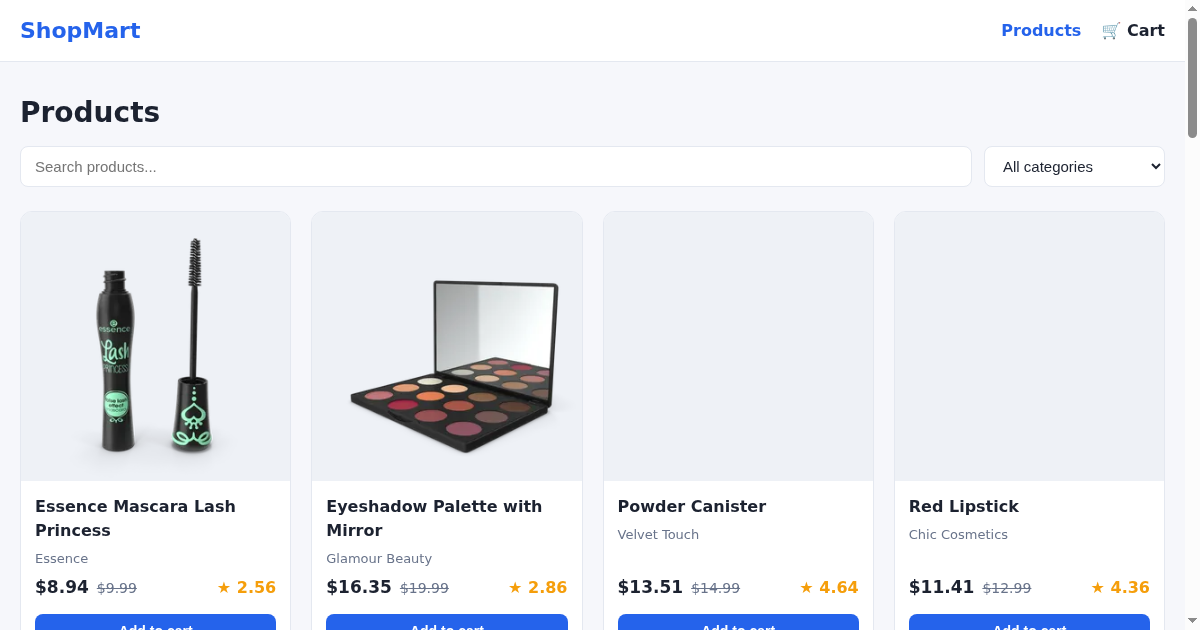 ShopMart
Products
🛒 Cart
Products
Search products...
All categories
essence
Lash
PRINCESS
Essence Mascara Lash
Princess
Essence
$8.94 $9.99 ★ 2.56
Add to cart
Eyeshadow Palette with
Mirror
Glamour Beauty
$16.35 $19.99 ★ 2.86
Add to cart
Powder Canister
Velvet Touch
$13.51 $14.99 ★ 4.64
Add to cart
Red Lipstick
Chic Cosmetics
$11.41 $12.99 ★ 4.36
Add to cart